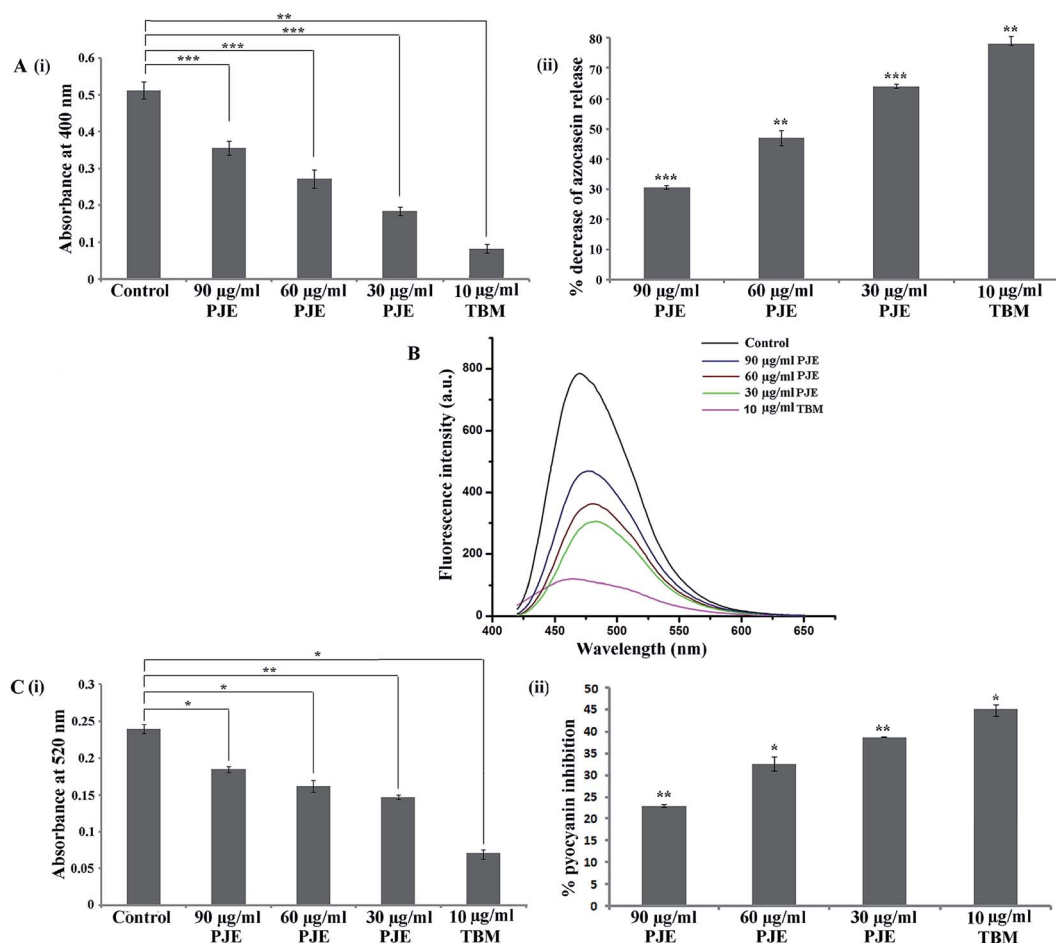 A (i)
Absorbance at 400 nm
0.6
0.5
0.4
0.3
0.2
0.1
0
**
***
***
***
Control
90 µg/ml PJE
60 µg/ml PJE
30 µg/ml PJE
10 µg/ml TBM
(ii)
% decrease of azocasein release
80
70
60
50
40
30
20
10
0
***
**
***
**
90 µg/ml PJE
60 µg/ml PJE
30 µg/ml PJE
10 µg/ml TBM
B
Fluorescence intensity (a.u.)
800
600
400
200
0
400
450
500
550
600
650
Wavelength (nm)
Control
90 µg/ml PJE
60 µg/ml PJE
30 µg/ml PJE
10 µg/ml TBM
C (i)
Absorbance at 520 nm
0.3
0.25
0.2
0.15
0.1
0.05
0
*
**
*
*
Control
90 µg/ml PJE
60 µg/ml PJE
30 µg/ml PJE
10 µg/ml TBM
(ii)
% pyocyanin inhibition
50
45
40
35
30
25
20
15
10
5
0
**
*
**
*
90 µg/ml PJE
60 µg/ml PJE
30 µg/ml PJE
10 µg/ml TBM